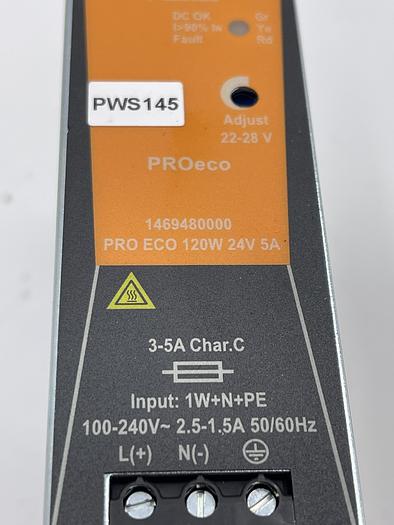 DC OK Gr
I>90% Iw Ye
Fault Rd
PWS145
Adjust
22-28 V
PROeco
1469480000
PRO ECO 120W 24V 5A
3-5A Char.C
Input: 1W+N+PE
100-240V~ 2.5-1.5A 50/60Hz
L(+) N(-)